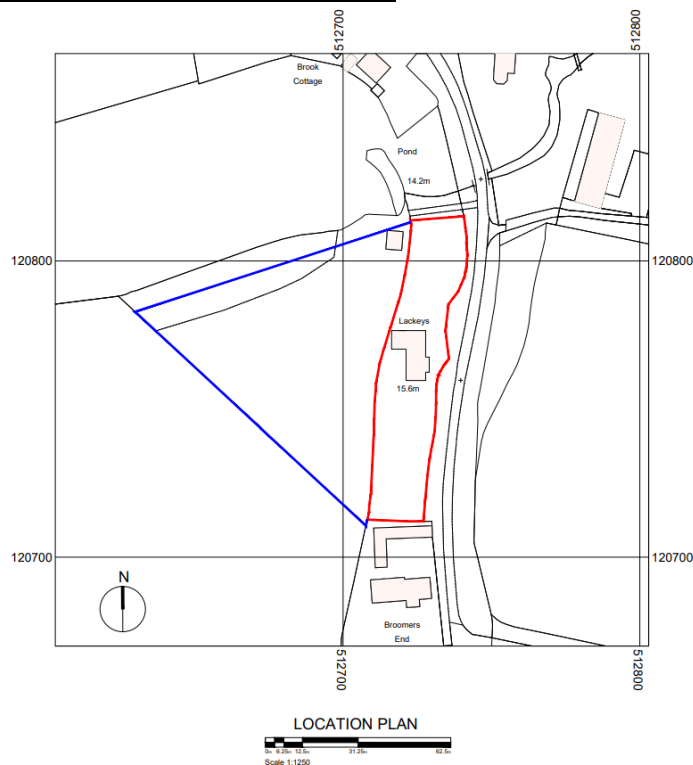 512700
512800
Brook
Cottage
Pond
14.2m
120800
120800
Lackeys
15.6m
120700
120700
N
Broomers
End
512700
512800
LOCATION PLAN
0m 6.25m 12.5m 31.25m 62.5m
Scale 1:1250